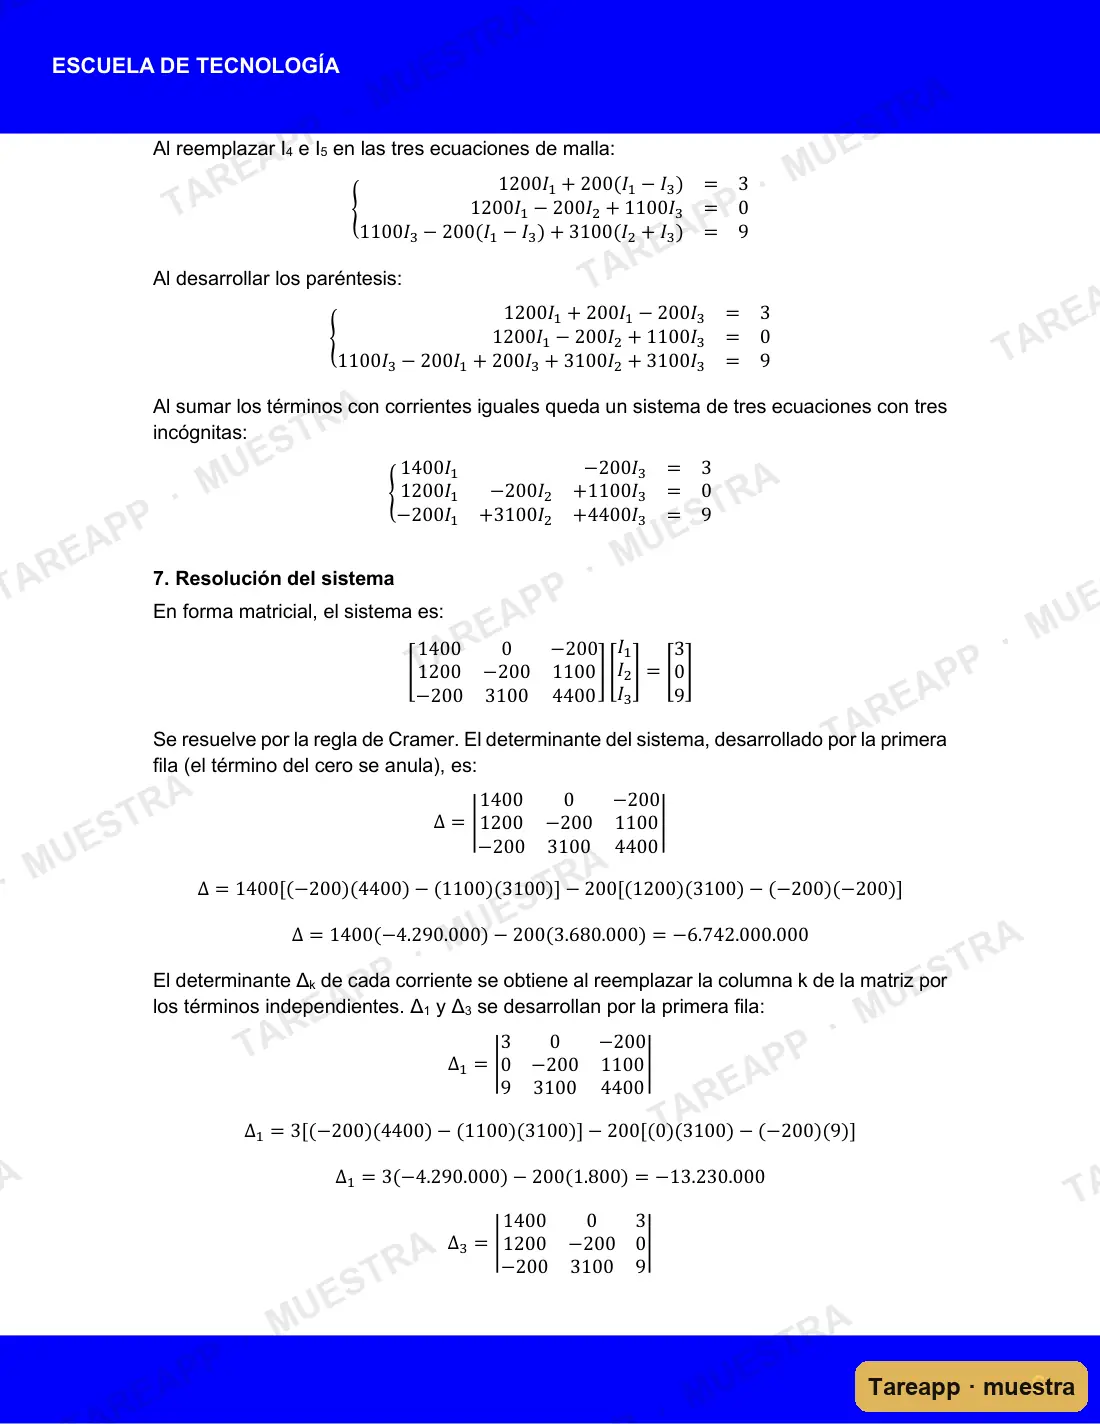 ESCUELA DE TECNOLOGÍA
Al reemplazar I₄ e I₅ en las tres ecuaciones de malla:
1200I₁ + 200(I₁ − I₃) = 3
1200I₁ − 200I₂ + 1100I₃ = 0
1100I₃ − 200(I₁ − I₃) + 3100(I₂ + I₃) = 9
Al desarrollar los paréntesis:
1200I₁ + 200I₁ − 200I₃ = 3
1200I₁ − 200I₂ + 1100I₃ = 0
1100I₃ − 200I₁ + 200I₃ + 3100I₂ + 3100I₃ = 9
Al sumar los términos con corrientes iguales queda un sistema de tres ecuaciones con tres
incógnitas:
1400I₁ −200I₃ = 3
1200I₁ −200I₂ +1100I₃ = 0
−200I₁ +3100I₂ +4400I₃ = 9
7. Resolución del sistema
En forma matricial, el sistema es:
[1400 0 −200] [I₁] = [3]
[1200 −200 1100] [I₂] = [0]
[−200 3100 4400] [I₃] = [9]
Se resuelve por la regla de Cramer. El determinante del sistema, desarrollado por la primera
fila (el término del cero se anula), es:
|1400 0 −200|
Δ = |1200 −200 1100|
|−200 3100 4400|
Δ = 1400[(−200)(4400) − (1100)(3100)] − 200[(1200)(3100) − (−200)(−200)]
Δ = 1400(−4.290.000) − 200(3.680.000) = −6.742.000.000
El determinante Δₖ de cada corriente se obtiene al reemplazar la columna k de la matriz por
los términos independientes. Δ₁ y Δ₃ se desarrollan por la primera fila:
|3 0 −200|
Δ₁ = |0 −200 1100|
|9 3100 4400|
Δ₁ = 3[(−200)(4400) − (1100)(3100)] − 200[(0)(3100) − (−200)(9)]
Δ₁ = 3(−4.290.000) − 200(1.800) = −13.230.000
|1400 0 3|
Δ₃ = |1200 −200 0|
|−200 3100 9|
Tareapp · muestra
TAREAPP · MUESTRA